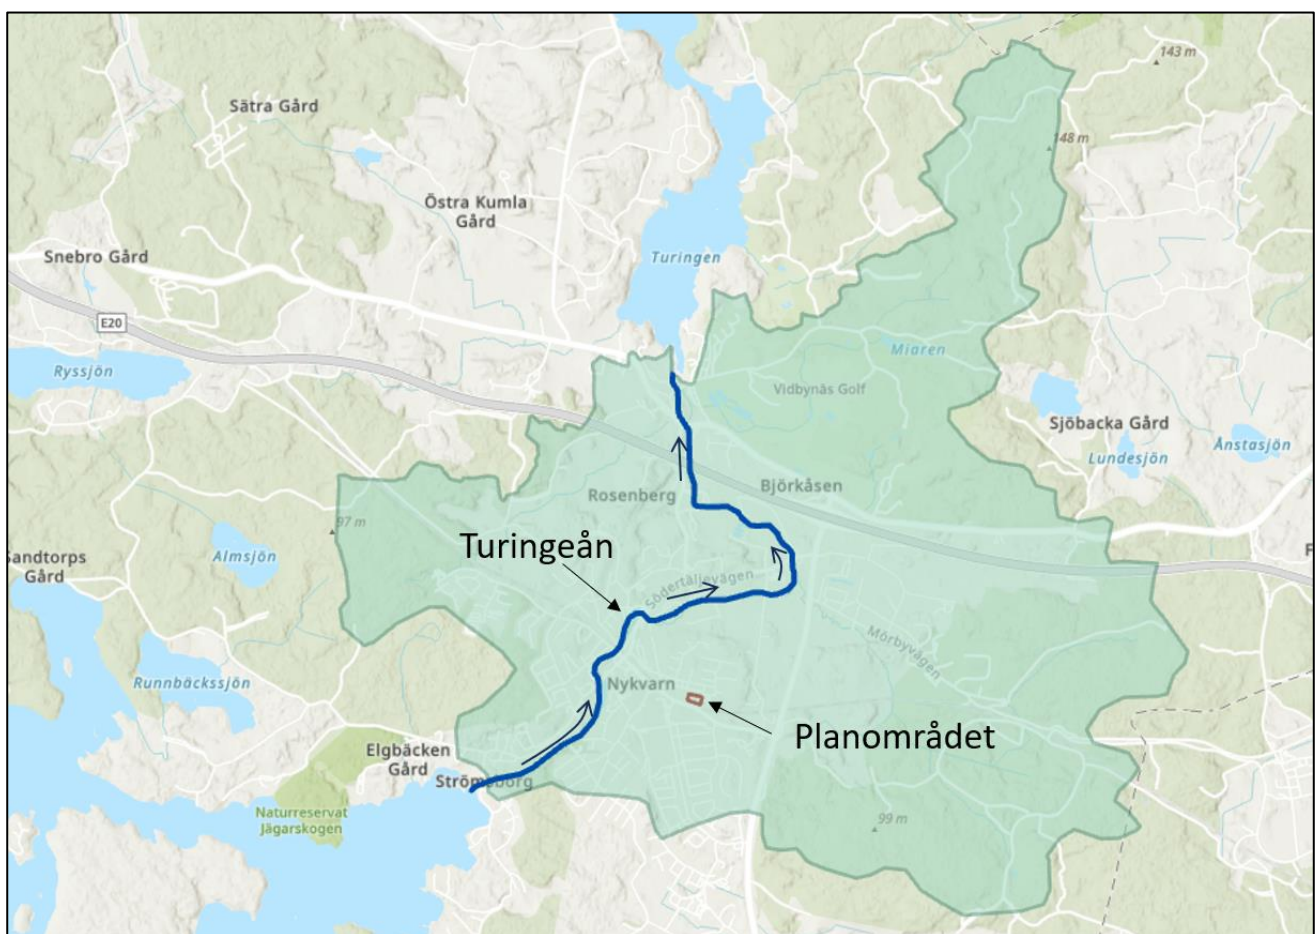 143 m
Sätra Gård
148 m
Östra Kumla
Gård
Snebro Gård
Turingen
E20
Miaren
Ryssjön
Vidbynäs Golf
Sjöbacka Gård
Ånstasjön
Lundesjön
Rosenberg
Björkåsen
97 m
Turingeån
Almsjön
Sandtorps
Gård
Södertäljevägen
Mörbyvägen
Runnbäckssjön
Nykvarn
Planområdet
Elgbäcken
Gård
Strömsborg
Naturreservat
Jägarskogen
99 m